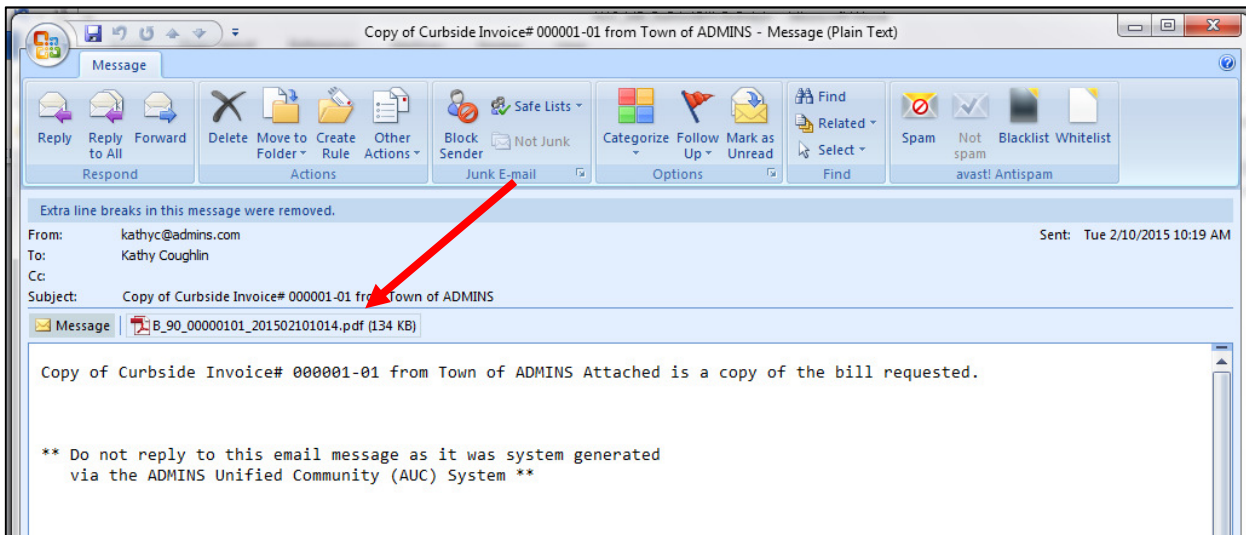 Copy of Curbside Invoice# 000001-01 from Town of ADMINS - Message (Plain Text)
Message
Reply
Reply to All
Forward
Respond
Delete
Move to Folder
Create Rule
Other Actions
Actions
Block Sender
Safe Lists
Not Junk
Junk E-mail
Categorize
Follow Up
Mark as Unread
Options
Find
Related
Select
Find
Spam
Not spam
Blacklist
Whitelist
avast! Antispam
Extra line breaks in this message were removed.
From: kathyc@admins.com
Sent: Tue 2/10/2015 10:19 AM
To: Kathy Coughlin
Cc:
Subject: Copy of Curbside Invoice# 000001-01 from Town of ADMINS
Message
B_90_00000101_201502101014.pdf (134 KB)
Copy of Curbside Invoice# 000001-01 from Town of ADMINS Attached is a copy of the bill requested.
** Do not reply to this email message as it was system generated
via the ADMINS Unified Community (AUC) System **